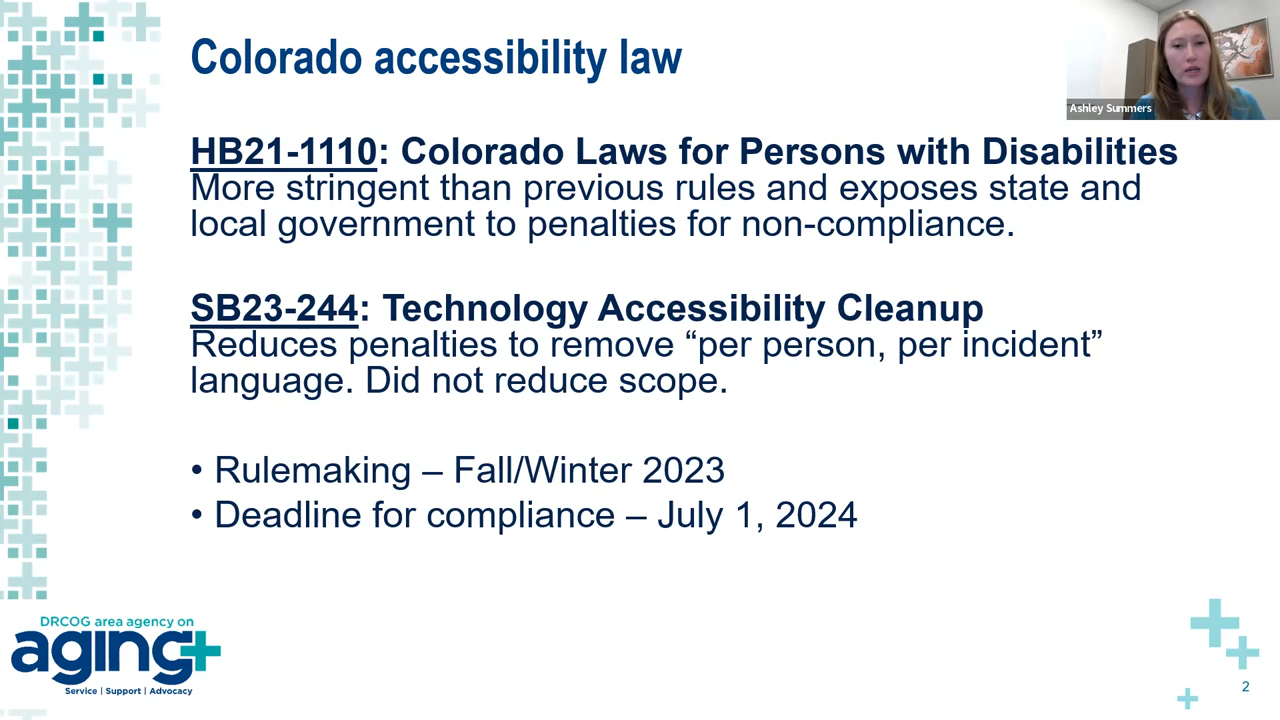 Colorado accessibility law
Ashley Summers
HB21-1110: Colorado Laws for Persons with Disabilities
More stringent than previous rules and exposes state and
local government to penalties for non-compliance.
SB23-244: Technology Accessibility Cleanup
Reduces penalties to remove “per person, per incident”
language. Did not reduce scope.
• Rulemaking – Fall/Winter 2023
• Deadline for compliance – July 1, 2024
DRCOG area agency on
aging+
Service | Support | Advocacy
2